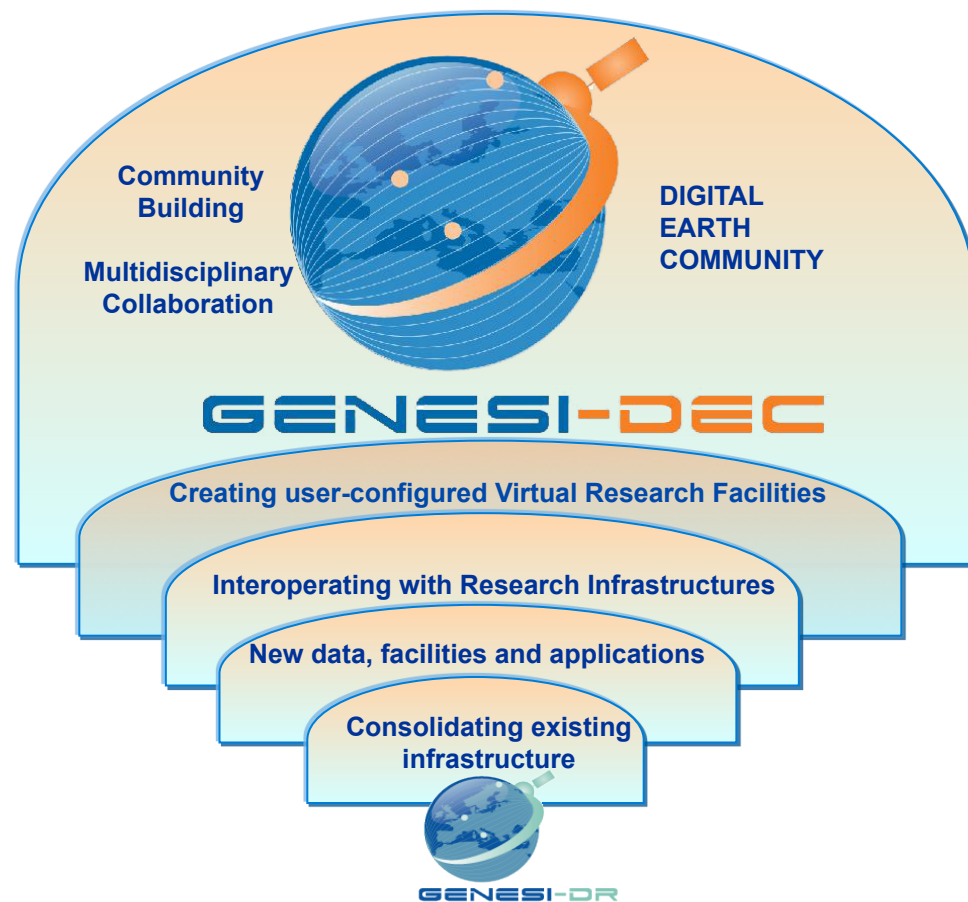 Community
Building
DIGITAL
EARTH
COMMUNITY
Multidisciplinary
Collaboration
GENESI-DEC
Creating user-configured Virtual Research Facilities
Interoperating with Research Infrastructures
New data, facilities and applications
Consolidating existing
infrastructure
GENESI-DR